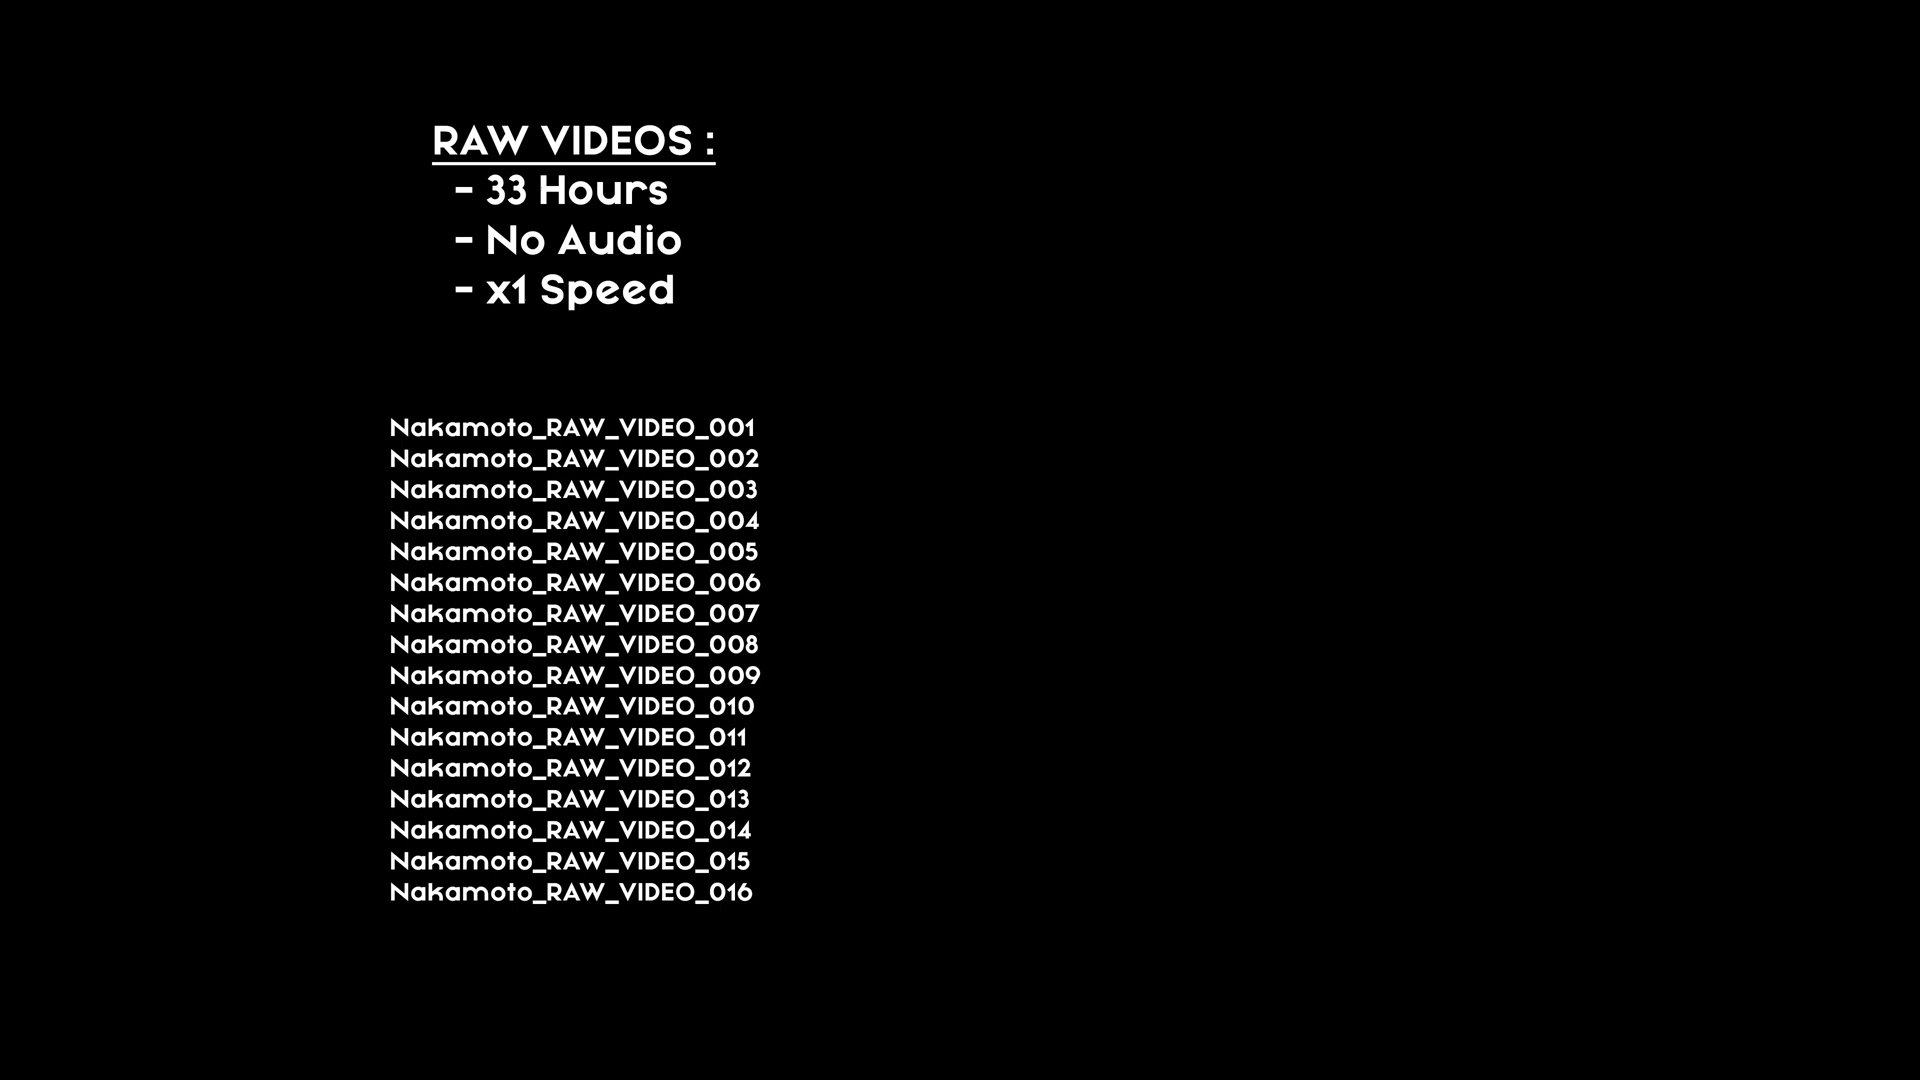 RAW VIDEOS :
- 33 Hours
- No Audio
- x1 Speed
Nakamoto_RAW_VIDEO_001
Nakamoto_RAW_VIDEO_002
Nakamoto_RAW_VIDEO_003
Nakamoto_RAW_VIDEO_004
Nakamoto_RAW_VIDEO_005
Nakamoto_RAW_VIDEO_006
Nakamoto_RAW_VIDEO_007
Nakamoto_RAW_VIDEO_008
Nakamoto_RAW_VIDEO_009
Nakamoto_RAW_VIDEO_010
Nakamoto_RAW_VIDEO_011
Nakamoto_RAW_VIDEO_012
Nakamoto_RAW_VIDEO_013
Nakamoto_RAW_VIDEO_014
Nakamoto_RAW_VIDEO_015
Nakamoto_RAW_VIDEO_016